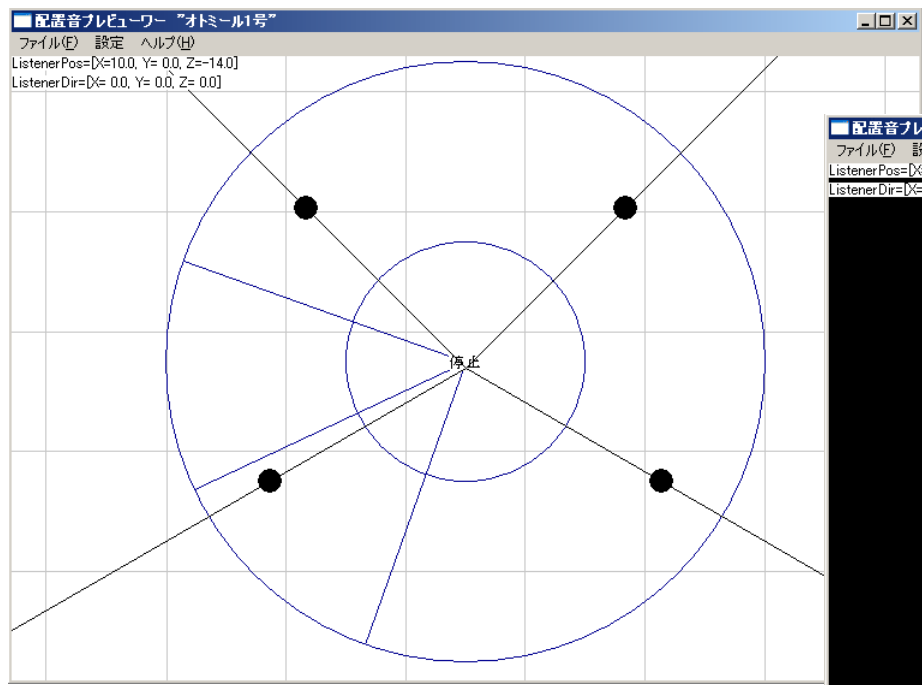 配置音プレビューワー ”オトミール1号”
ファイル(F) 設定 ヘルプ(H)
ListenerPos=[X=10.0, Y= 0.0, Z=-14.0]
ListenerDir=[X= 0.0, Y= 0.0, Z= 0.0]
停止
配置音プレ
ファイル(F)
ListenerPos=[X=
ListenerDir=[X=